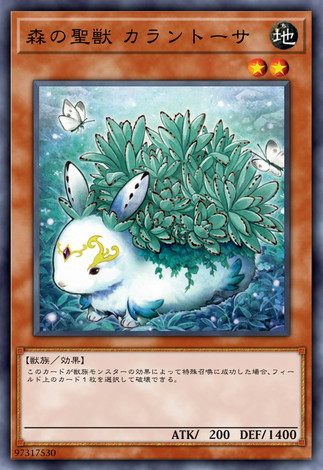 森の聖獣 カラントーサ
地
【獣族／効果】
このカードが獣族モンスターの効果によって特殊召喚に成功した場合、フィー
ルド上のカード１枚を選択して破壊できる。
ATK/ 200 DEF/1400
97317530